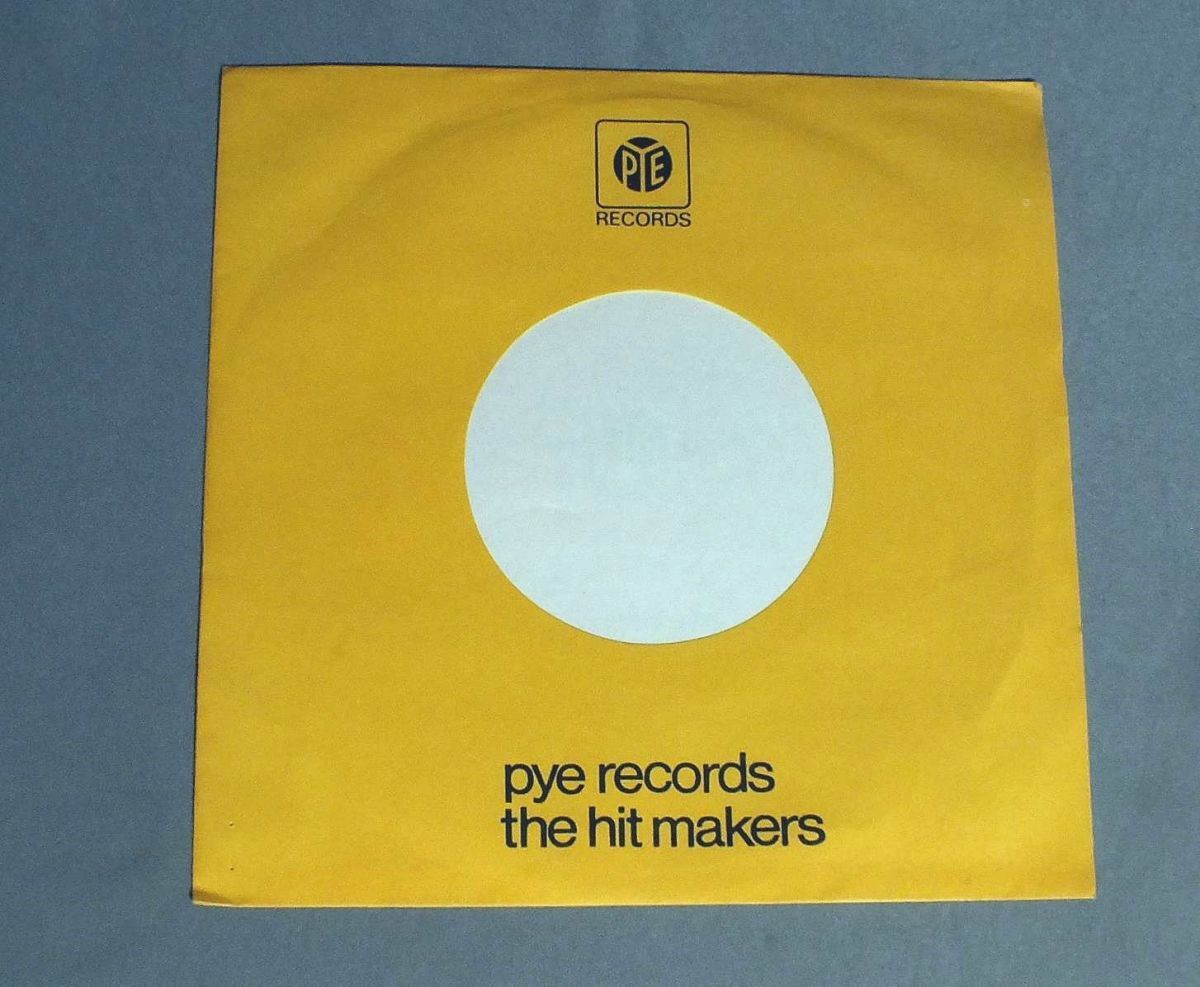 PYE
RECORDS
pye records
the hit makers